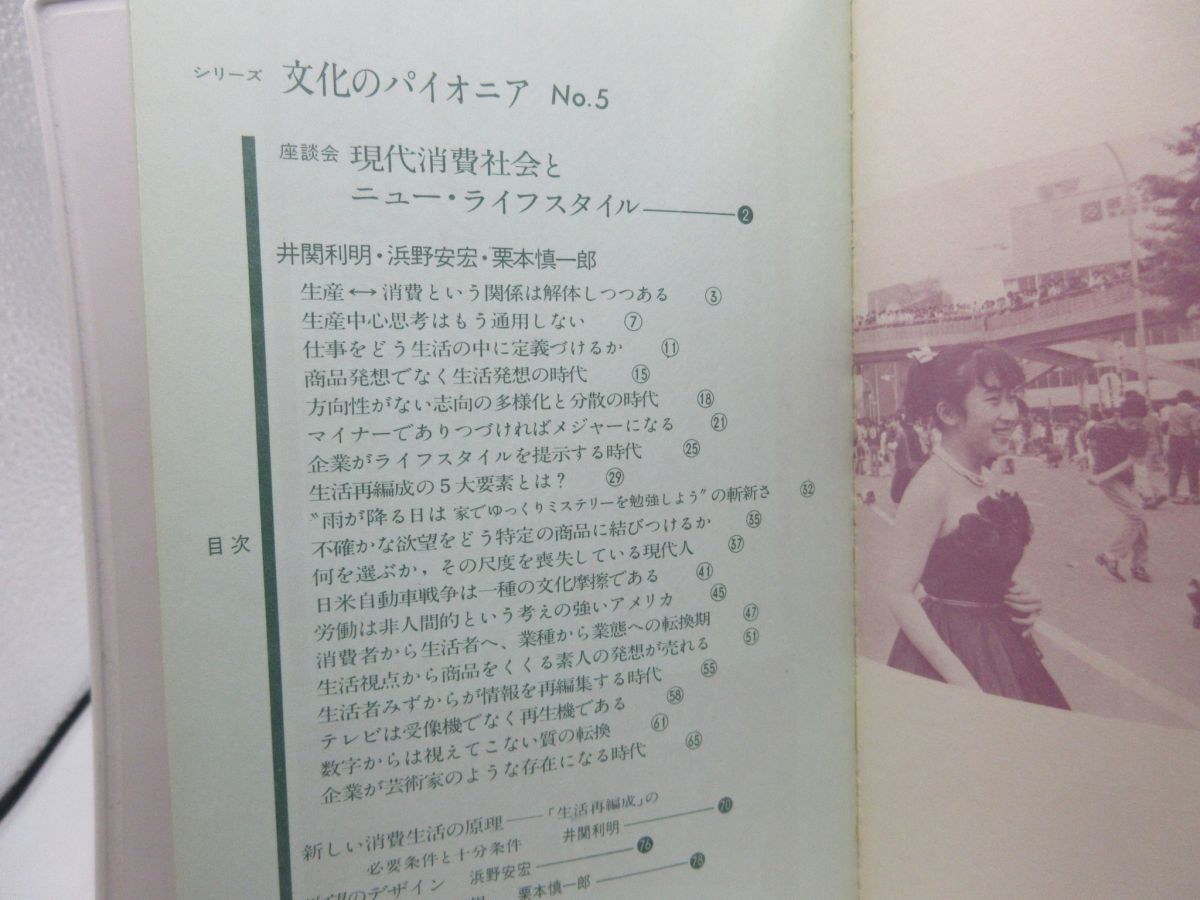 シリーズ 文化のパイオニア No.5
座談会 現代消費社会と
ニュー・ライフスタイル——❷
井関利明・浜野安宏・栗本慎一郎
生産↔消費という関係は解体しつつある ③
生産中心思考はもう通用しない ⑦
仕事をどう生活の中に定義づけるか ⑪
商品発想でなく生活発想の時代 ⑮
方向性がない志向の多様化と分散の時代 ⑱
マイナーでありつづければメジャーになる ㉑
企業がライフスタイルを提示する時代 ㉕
生活再編成の5大要素とは? ㉙
〝雨が降る日は 家でゆっくりミステリーを勉強しよう〟の斬新さ ㉜
不確かな欲望をどう特定の商品に結びつけるか ㉟
何を選ぶか，その尺度を喪失している現代人 ㊲
日米自動車戦争は一種の文化摩擦である ㊶
労働は非人間的という考えの強いアメリカ ㊺
消費者から生活者へ、業種から業態への転換期 ㊼
生活視点から商品をくくる素人の発想が売れる 51
生活者みずからが情報を再編集する時代 55
テレビは受像機でなく再生機である 58
数字からは視えてこない質の転換 61
企業が芸術家のような存在になる時代 65
目次
新しい消費生活の原理——「生活再編成」の
必要条件と十分条件 井関利明——70
欲望のデザイン 浜野安宏——76
栗本慎一郎——78